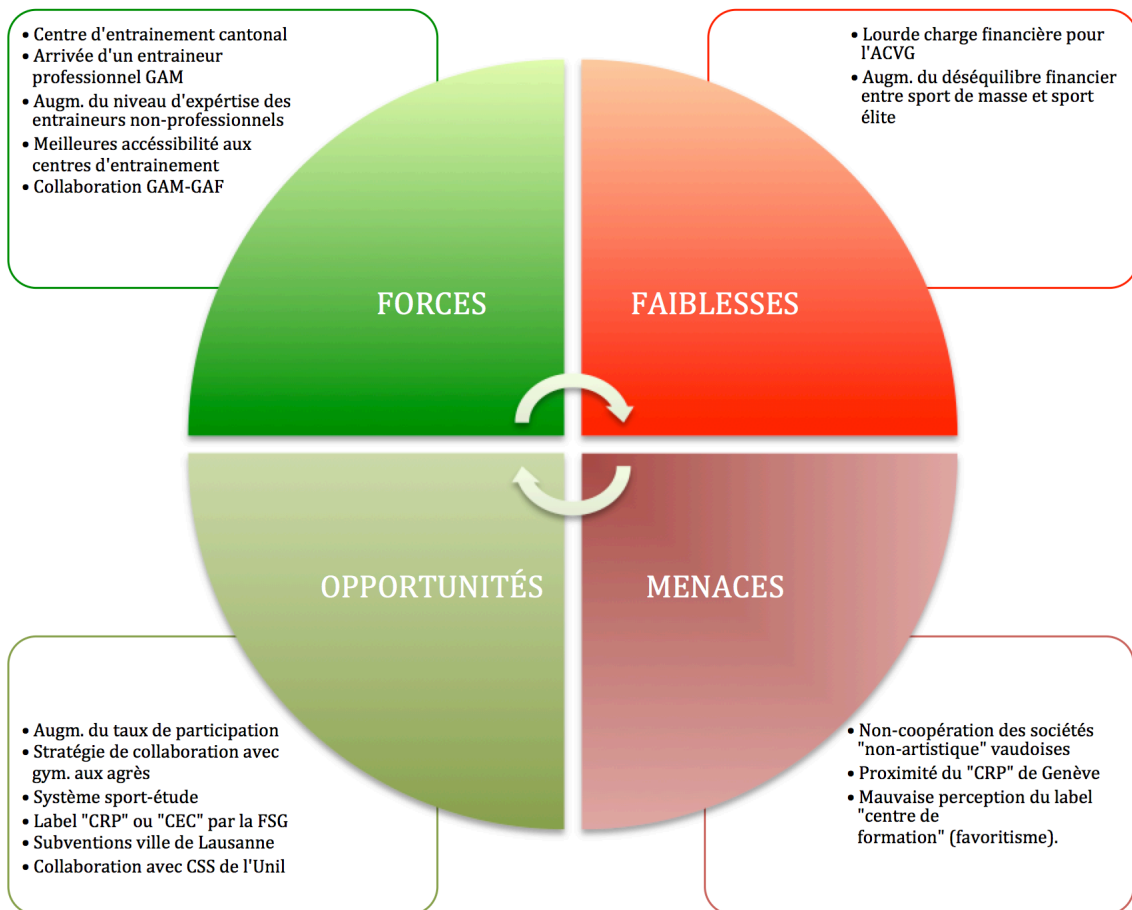 • Centre d'entrainement cantonal
• Arrivée d'un entraineur
professionnel GAM
• Augm. du niveau d'expértise des
entraineurs non-professionnels
• Meilleures accéssibilité aux
centres d'entrainement
• Collaboration GAM-GAF
• Lourde charge financière pour
l'ACVG
• Augm. du déséquilibre financier
entre sport de masse et sport
élite
FORCES
FAIBLESSES
OPPORTUNITÉS
MENACES
• Augm. du taux de participation
• Stratégie de collaboration avec
gym. aux agrès
• Système sport-étude
• Label "CRP" ou "CEC" par la FSG
• Subventions ville de Lausanne
• Collaboration avec CSS de l'Unil
• Non-coopération des sociétés
"non-artistique" vaudoises
• Proximité du "CRP" de Genève
• Mauvaise perception du label
"centre de
formation" (favoritisme).